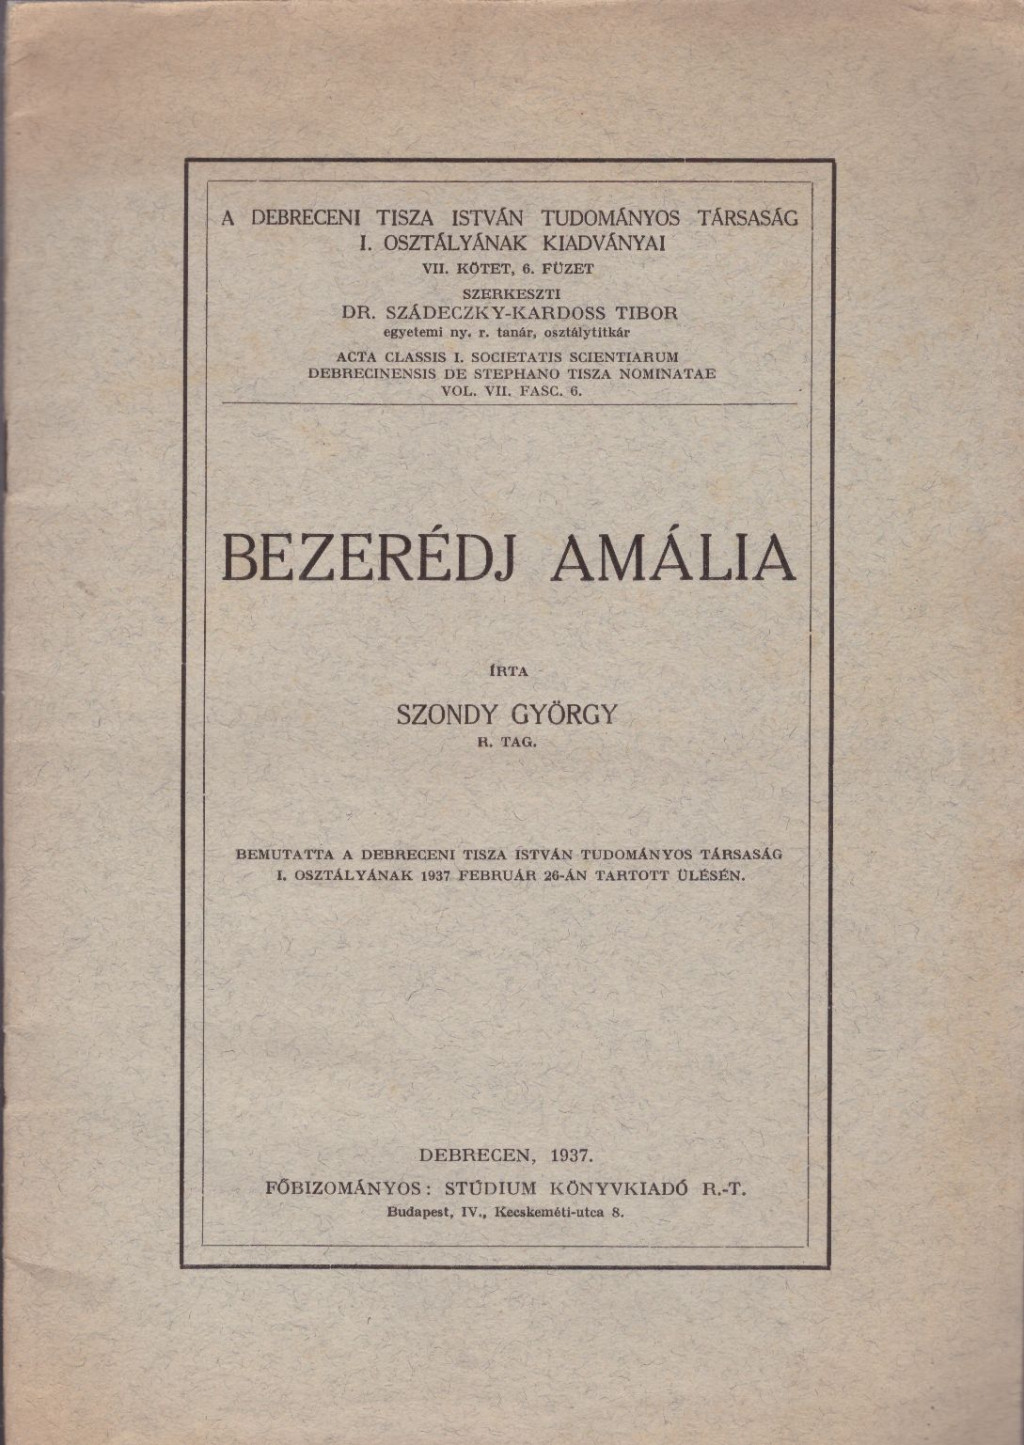 A DEBRECENI TISZA ISTVÁN TUDOMÁNYOS TÁRSASÁG
I. OSZTÁLYÁNAK KIADVÁNYAI
VII. KÖTET, 6. FÜZET
SZERKESZTI
DR. SZÁDECZKY-KARDOSS TIBOR
egyetemi ny. r. tanár, osztálytitkár
ACTA CLASSIS I. SOCIETATIS SCIENTIARUM
DEBRECINENSIS DE STEPHANO TISZA NOMINATAE
VOL. VII. FASC. 6.
BEZERÉDJ AMÁLIA
ÍRTA
SZONDY GYÖRGY
R. TAG.
BEMUTATTA A DEBRECENI TISZA ISTVÁN TUDOMÁNYOS TÁRSASÁG
I. OSZTÁLYÁNAK 1937 FEBRUÁR 26-ÁN TARTOTT ÜLÉSÉN.
DEBRECEN, 1937.
FŐBIZOMÁNYOS: STÚDIUM KÖNYVKIADÓ R.-T.
Budapest, IV., Kecskeméti-utca 8.